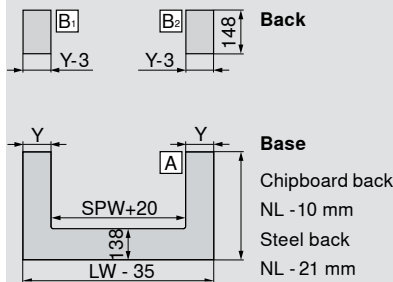 B1
B2
148
Back
Y-3
Y-3
Y
Y
A
Base
SPW+20
Chipboard back
NL - 10 mm
138
Steel back
LW - 35
NL - 21 mm